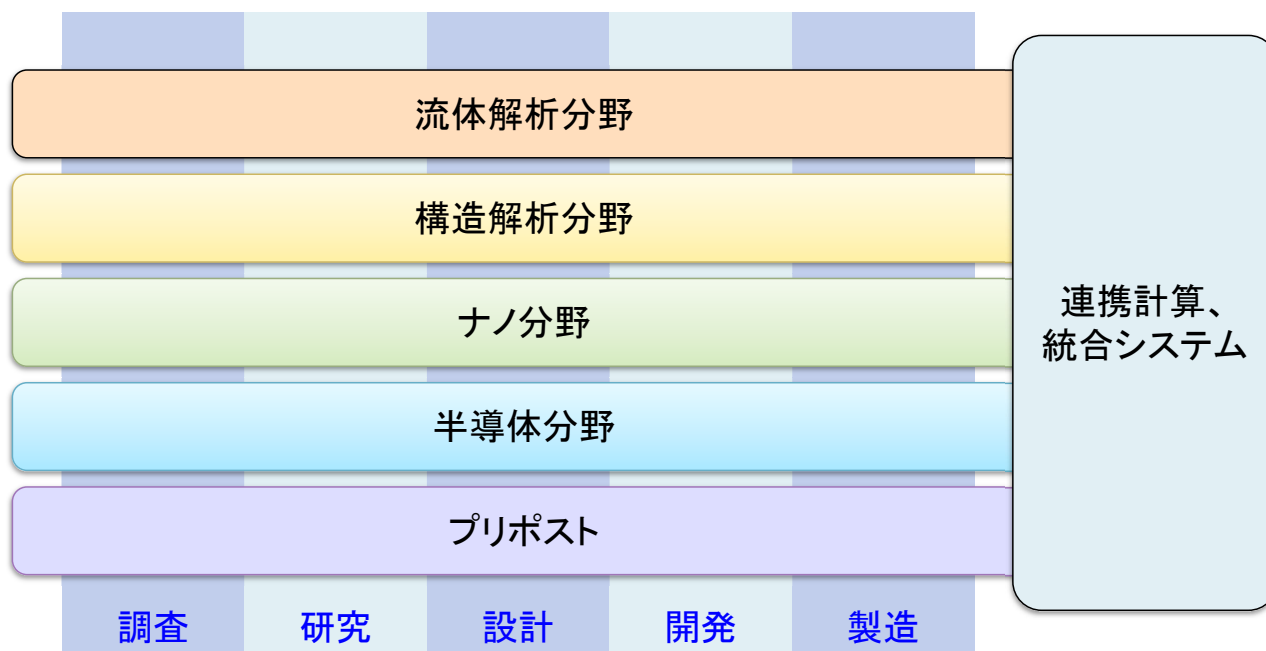 流体解析分野
構造解析分野
ナノ分野
半導体分野
プリポスト
連携計算、
統合システム
調査
研究
設計
開発
製造